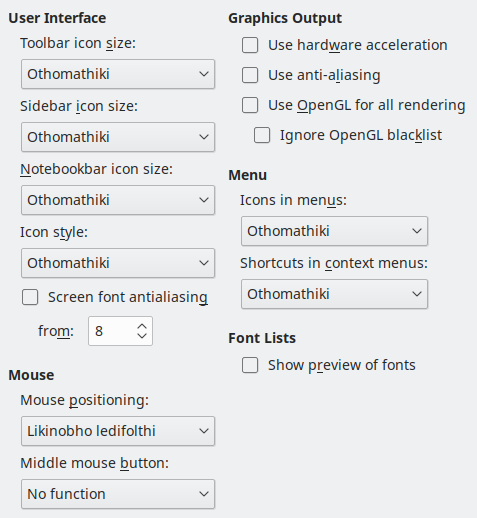 User Interface
Toolbar icon size:
Othomathiki
Sidebar icon size:
Othomathiki
Notebookbar icon size:
Othomathiki
Icon style:
Othomathiki
Screen font antialiasing
from: 8
Mouse
Mouse positioning:
Likinobho ledifolthi
Middle mouse button:
No function
Graphics Output
Use hardware acceleration
Use anti-aliasing
Use OpenGL for all rendering
Ignore OpenGL blacklist
Menu
Icons in menus:
Othomathiki
Shortcuts in context menus:
Othomathiki
Font Lists
Show preview of fonts